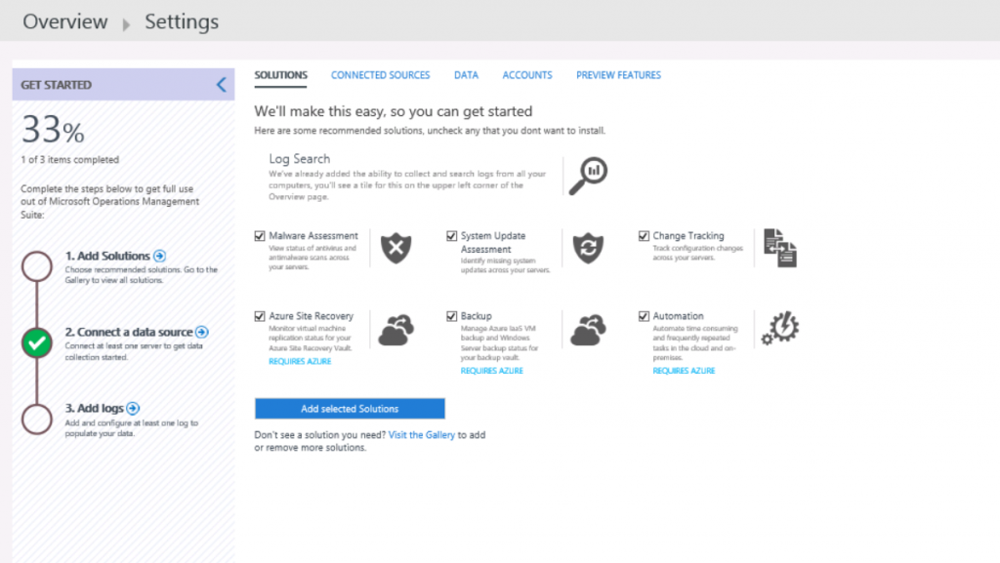 Overview Settings
GET STARTED
33%
1 of 3 items completed
Complete the steps below to get full use
out of Microsoft Operations Management
Suite:
1. Add Solutions
Choose recommended solutions. Go to the
Gallery to view all solutions.
2. Connect a data source
Connect at least one server to get data
collection started.
3. Add logs
Add and configure at least one log to
populate your data.
SOLUTIONS CONNECTED SOURCES DATA ACCOUNTS PREVIEW FEATURES
We'll make this easy, so you can get started
Here are some recommended solutions, uncheck any that you dont want to install.
Log Search
We've already added the ability to collect and search logs from all your
computers, you'll see a tile for this on the upper left corner of the
Overview page.
Malware Assessment
View status of antivirus and
antimalware scans across
your servers.
System Update
Assessment
Identify missing system
updates across your servers.
Change Tracking
Track configuration changes
across your servers.
Azure Site Recovery
Monitor virtual machine
replication status for your
Azure Site Recovery Vault.
REQUIRES AZURE
Backup
Manage Azure IaaS VM
backup and Windows
Server backup status for
your backup vault.
REQUIRES AZURE
Automation
Automate time consuming
and frequently repeated
tasks in the cloud and on-
premises.
REQUIRES AZURE
Add selected Solutions
Don't see a solution you need? Visit the Gallery to add
or remove more solutions.